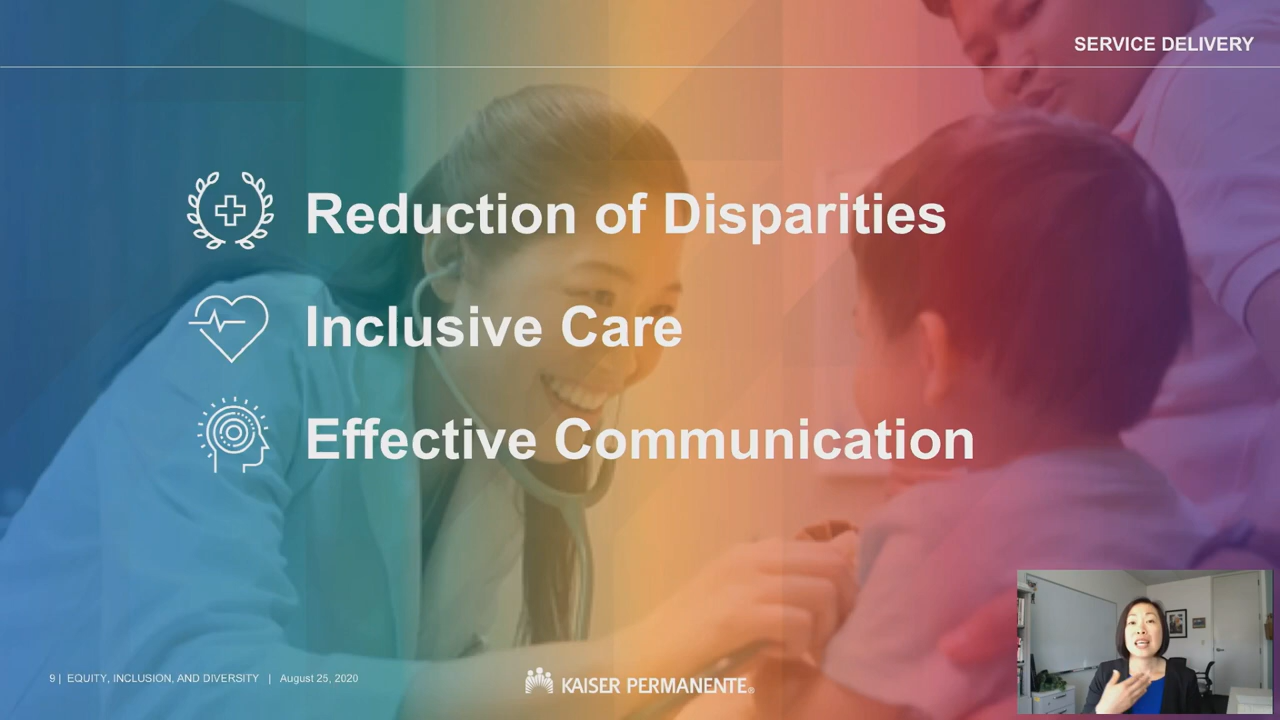 SERVICE DELIVERY
Reduction of Disparities
Inclusive Care
Effective Communication
9 | EQUITY, INCLUSION, AND DIVERSITY | August 25, 2020
KAISER PERMANENTE®